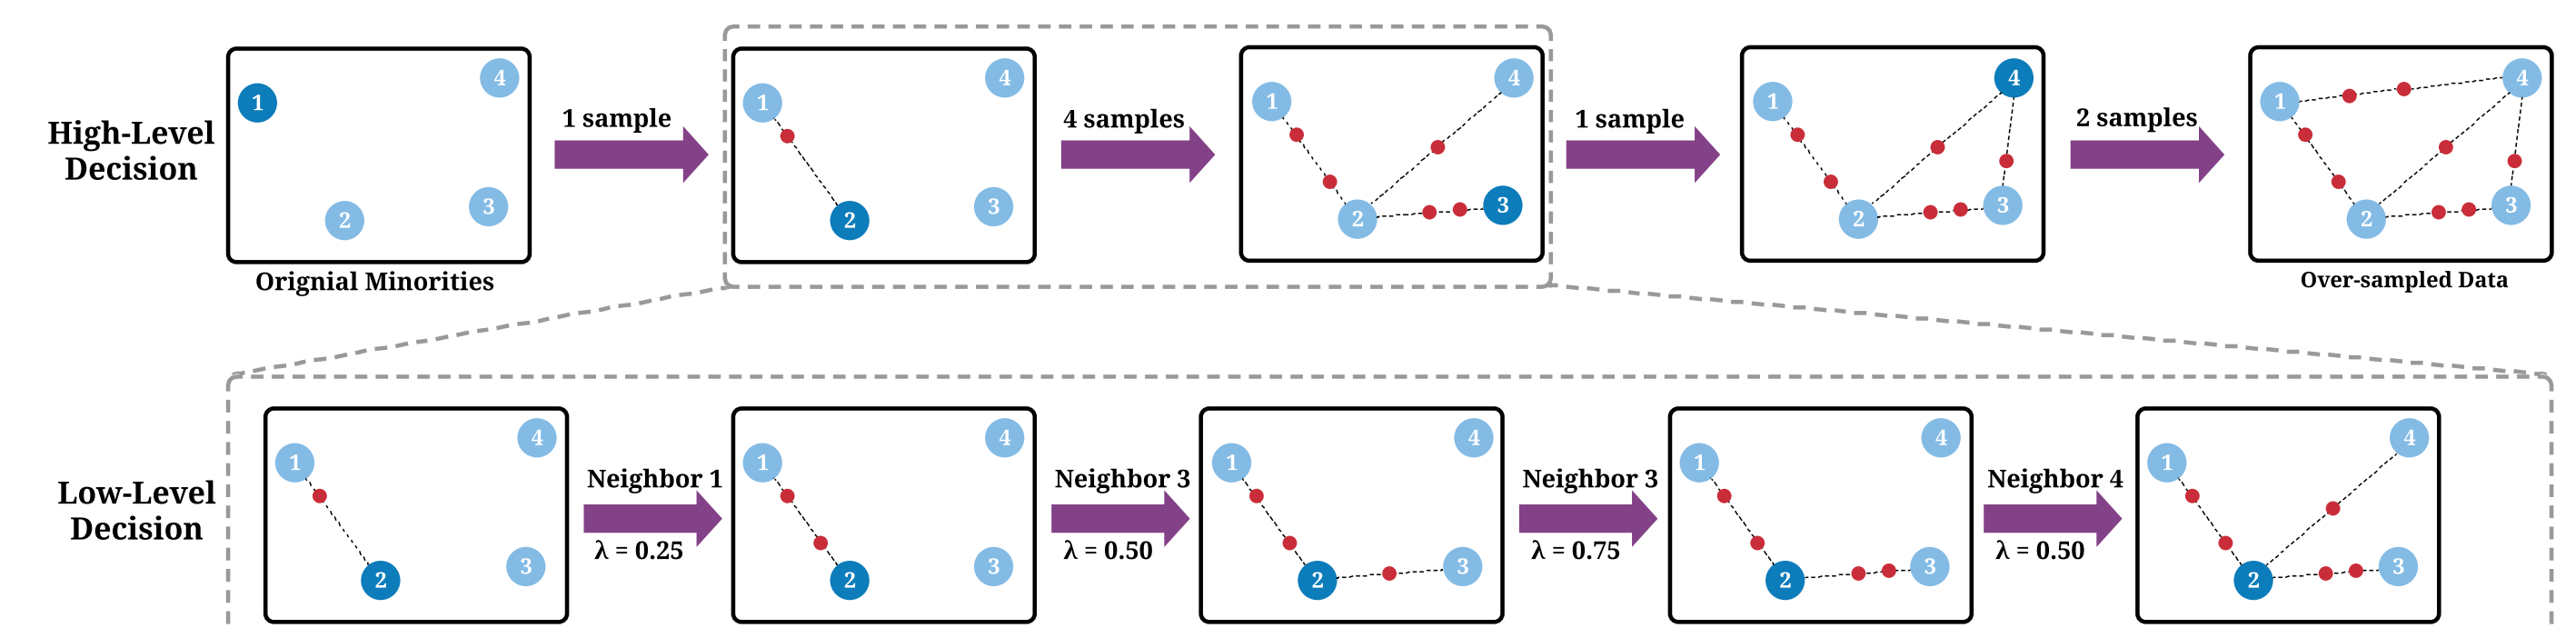 High-Level
Decision
1
4
2
3
Orignial Minorities
1 sample
1
4
2
3
4 samples
1
4
2
3
1 sample
1
4
2
3
2 samples
1
4
2
3
Over-sampled Data
Low-Level
Decision
1
4
2
3
Neighbor 1
λ = 0.25
1
4
2
3
Neighbor 3
λ = 0.50
1
4
2
3
Neighbor 3
λ = 0.75
1
4
2
3
Neighbor 4
λ = 0.50
1
4
2
3